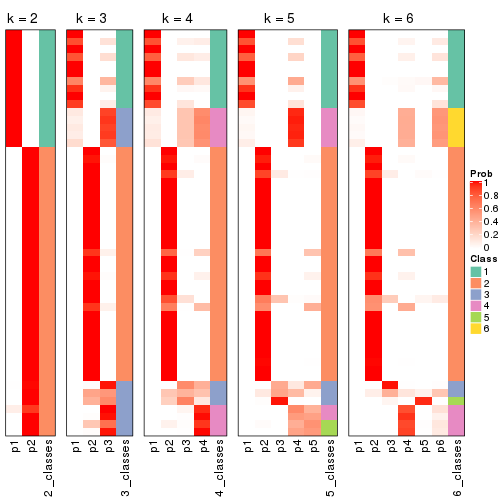 k = 2
k = 3
k = 4
k = 5
k = 6
p1
p2
2_classes
p1
p2
p3
3_classes
p1
p2
p3
p4
4_classes
p1
p2
p3
p4
p5
5_classes
p1
p2
p3
p4
p5
p6
6_classes
Prob
1
0.8
0.6
0.4
0.2
0
Class
1
2
3
4
5
6